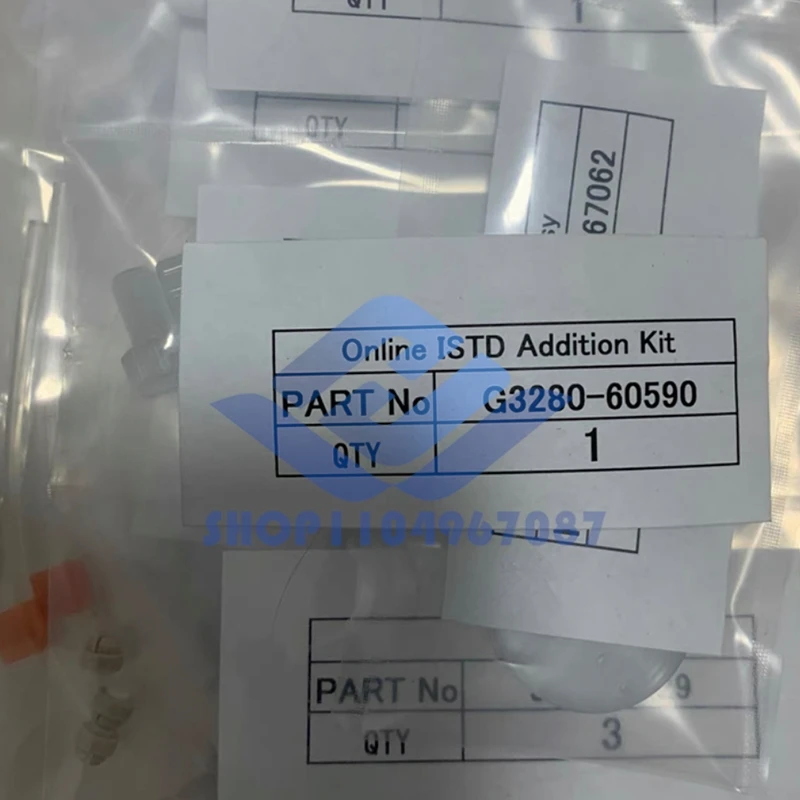 QTY 1
QTY
67062
Online ISTD Addition Kit
PART No G3280-60590
QTY 1
SHOP1104967087
PART No 9
QTY 3